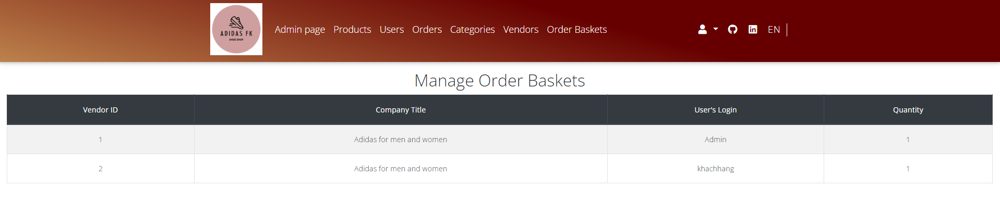 ADIDAS FK
SHOE SHOP
Admin page Products Users Orders Categories Vendors Order Baskets EN
Manage Order Baskets
Vendor ID Company Title User's Login Quantity
1 Adidas for men and women Admin 1
2 Adidas for men and women khachhang 1